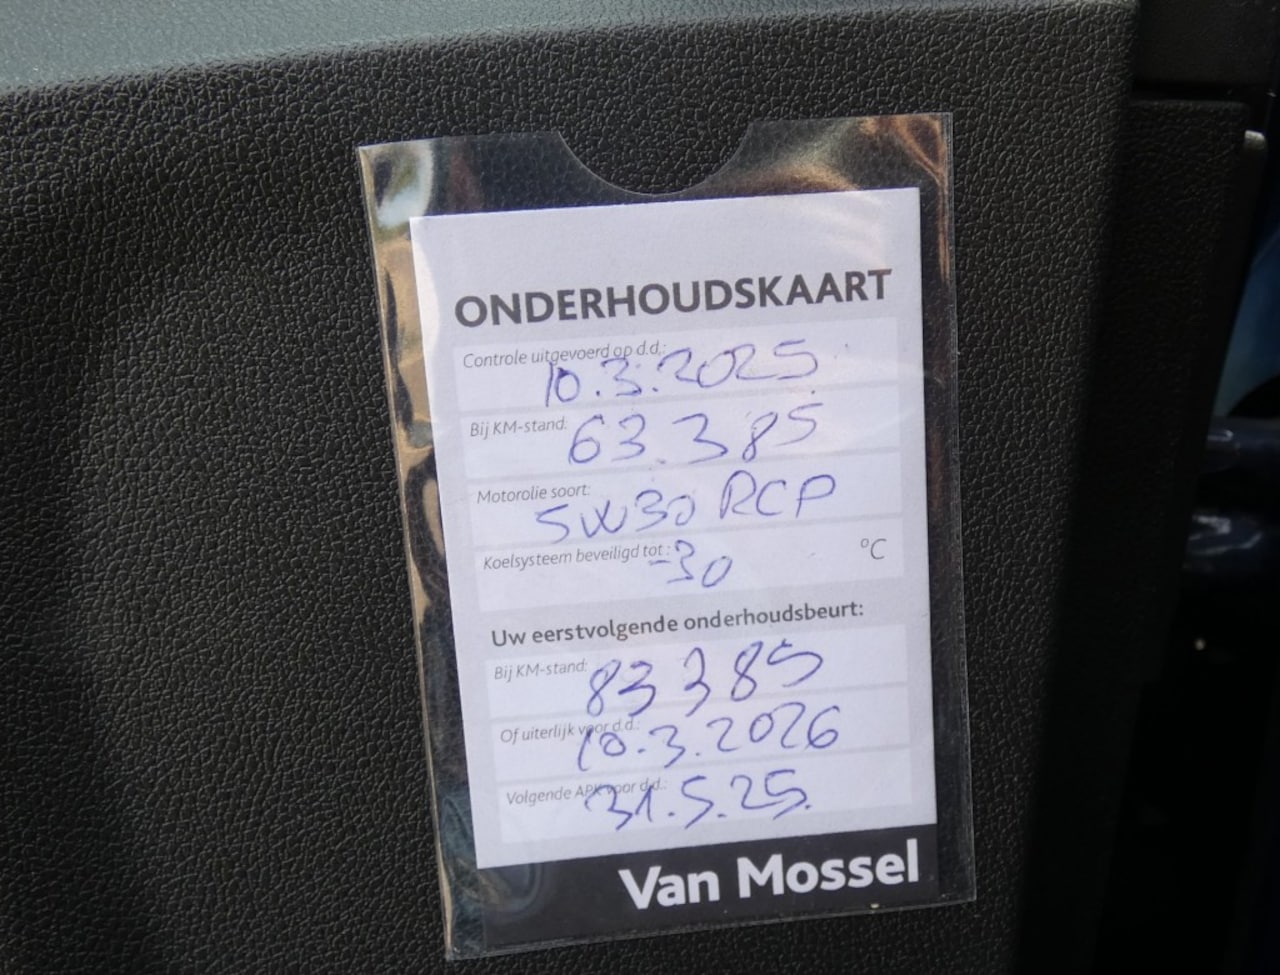 ONDERHOUDSKAART
Controle uitgevoerd op d.d.: 10.3.2025
Bij KM-stand: 63.385
Motorolie soort: 5W30 RCP
Koelsysteem beveiligd tot: -30 °C
Uw eerstvolgende onderhoudsbeurt:
Bij KM-stand: 83385
Of uiterlijk voor d.d.: 10.3.2026
Volgende APK voor d.d.: 31.5.25.
Van Mossel